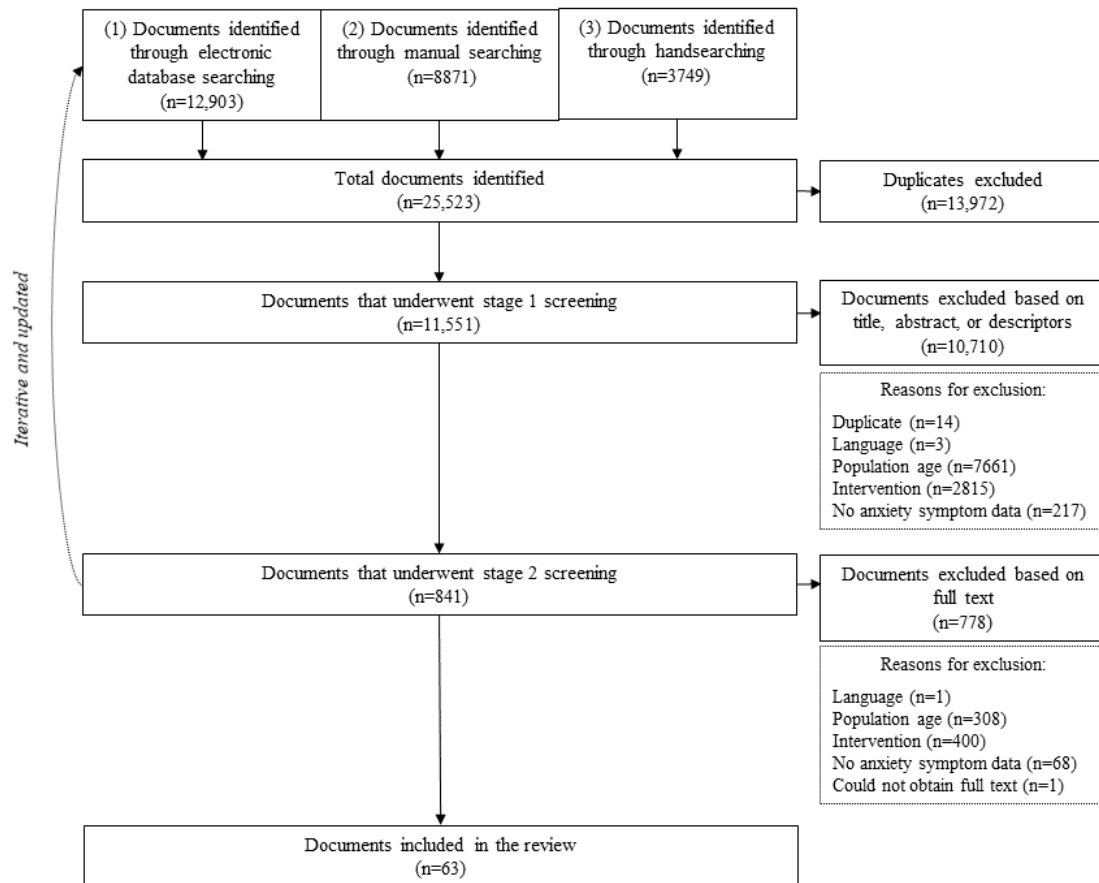 (1) Documents identified
through electronic
database searching
(n=12,903)
(2) Documents identified
through manual searching
(n=8871)
(3) Documents identified
through handsearching
(n=3749)
Total documents identified
(n=25,523)
Duplicates excluded
(n=13,972)
Iterative and updated
Documents that underwent stage 1 screening
(n=11,551)
Documents excluded based on
title, abstract, or descriptors
(n=10,710)
Reasons for exclusion:
Duplicate (n=14)
Language (n=3)
Population age (n=7661)
Intervention (n=2815)
No anxiety symptom data (n=217)
Documents that underwent stage 2 screening
(n=841)
Documents excluded based on
full text
(n=778)
Reasons for exclusion:
Language (n=1)
Population age (n=308)
Intervention (n=400)
No anxiety symptom data (n=68)
Could not obtain full text (n=1)
Documents included in the review
(n=63)